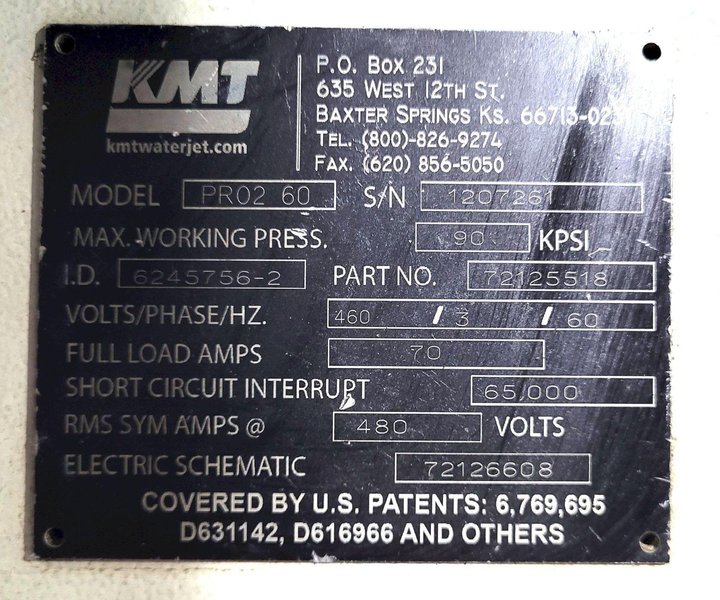 KMT
kmtwaterjet.com
P.O. BOX 231
635 WEST 12TH ST.
BAXTER SPRINGS KS.
TEL. (800)-826-9274
FAX. (620) 856-5050
MODEL PRO2 60 S/N 1207261
MAX. WORKING PRESS. 90 KPSI
I.D. 6245756-2 PART NO. 72125518
VOLTS/PHASE/HZ. 460 / 3 / 60
FULL LOAD AMPS 70
SHORT CIRCUIT INTERRUPT 65,000
RMS SYM AMPS @ 480 VOLTS
ELECTRIC SCHEMATIC 72126608
COVERED BY U.S. PATENTS: 6,769,695
D631142, D616966 AND OTHERS